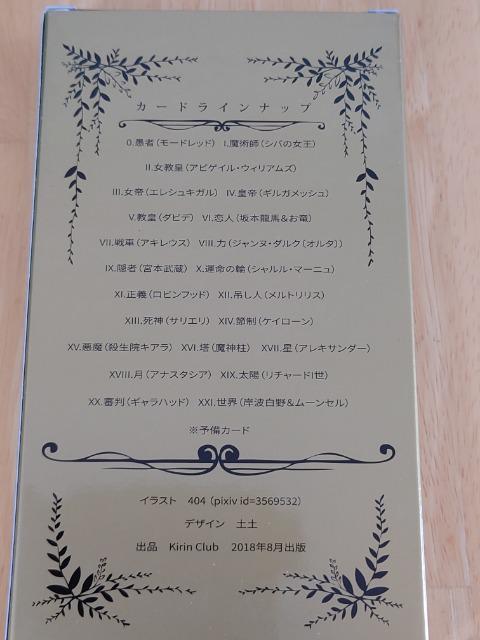 カードラインナップ
0.愚者(モードレッド) I.魔術師(シバの女王)
II.女教皇(アビゲイル・ウィリアムズ)
III.女帝(エレシュキガル) IV.皇帝(ギルガメッシュ)
V.教皇(ダビデ) VI.恋人(坂本龍馬&お竜)
VII.戦車(アキレウス) VIII.力(ジャンヌ・ダルク〔オルタ〕)
IX.隠者(宮本武蔵) X.運命の輪(シャルル・マーニュ)
XI.正義(ロビンフッド) XII.吊し人(メルトリリス)
XIII.死神(サリエリ) XIV.節制(ケイローン)
XV.悪魔(殺生院キアラ) XVI.塔(魔神柱) XVII.星(アレキサンダー)
XVIII.月(アナスタシア) XIX.太陽(リチャードI世)
XX.審判(ギャラハッド) XXI.世界(岸波白野&ムーンセル)
※予備カード
イラスト 404(pixiv id=3569532)
デザイン 土土
出品 Kirin Club 2018年8月出版